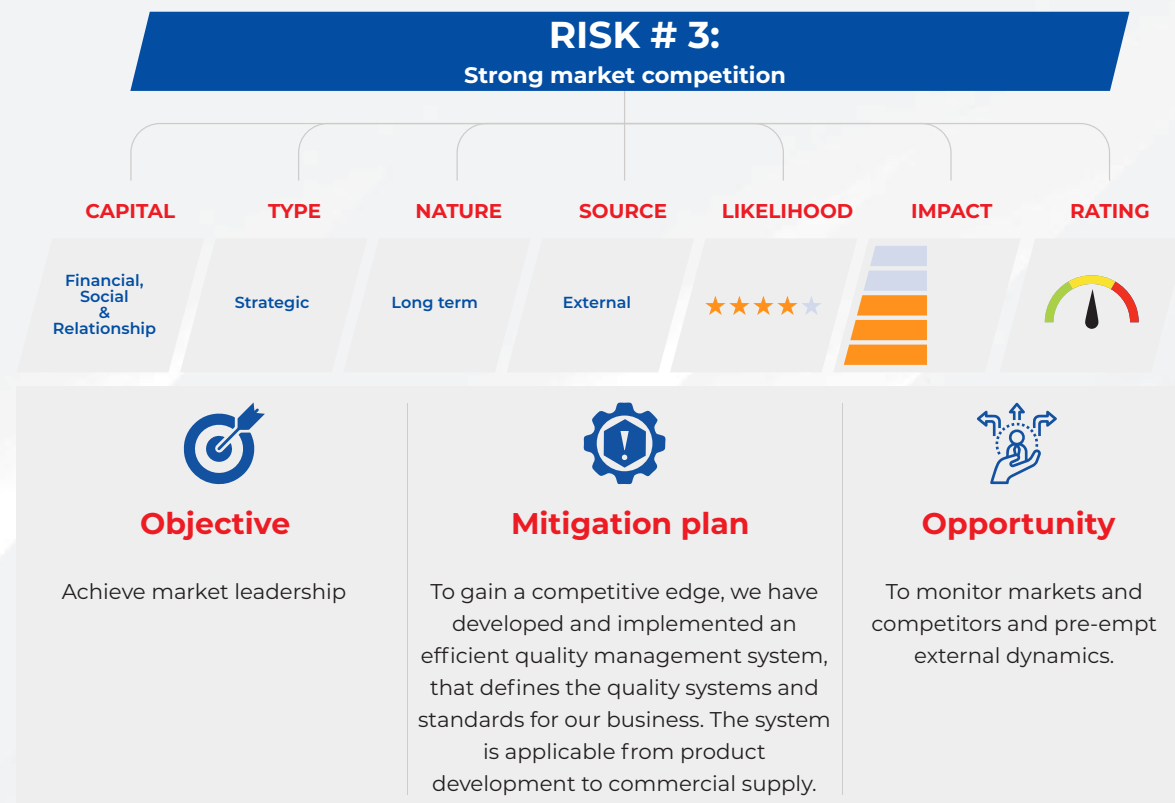 RISK # 3:
Strong market competition
CAPITAL
TYPE
NATURE
SOURCE
LIKELIHOOD
IMPACT
RATING
Financial,
Social
&
Relationship
Strategic
Long term
External
Objective
Achieve market leadership
Mitigation plan
To gain a competitive edge, we have
developed and implemented an
efficient quality management system,
that defines the quality systems and
standards for our business. The system
is applicable from product
development to commercial supply.
Opportunity
To monitor markets and
competitors and pre-empt
external dynamics.